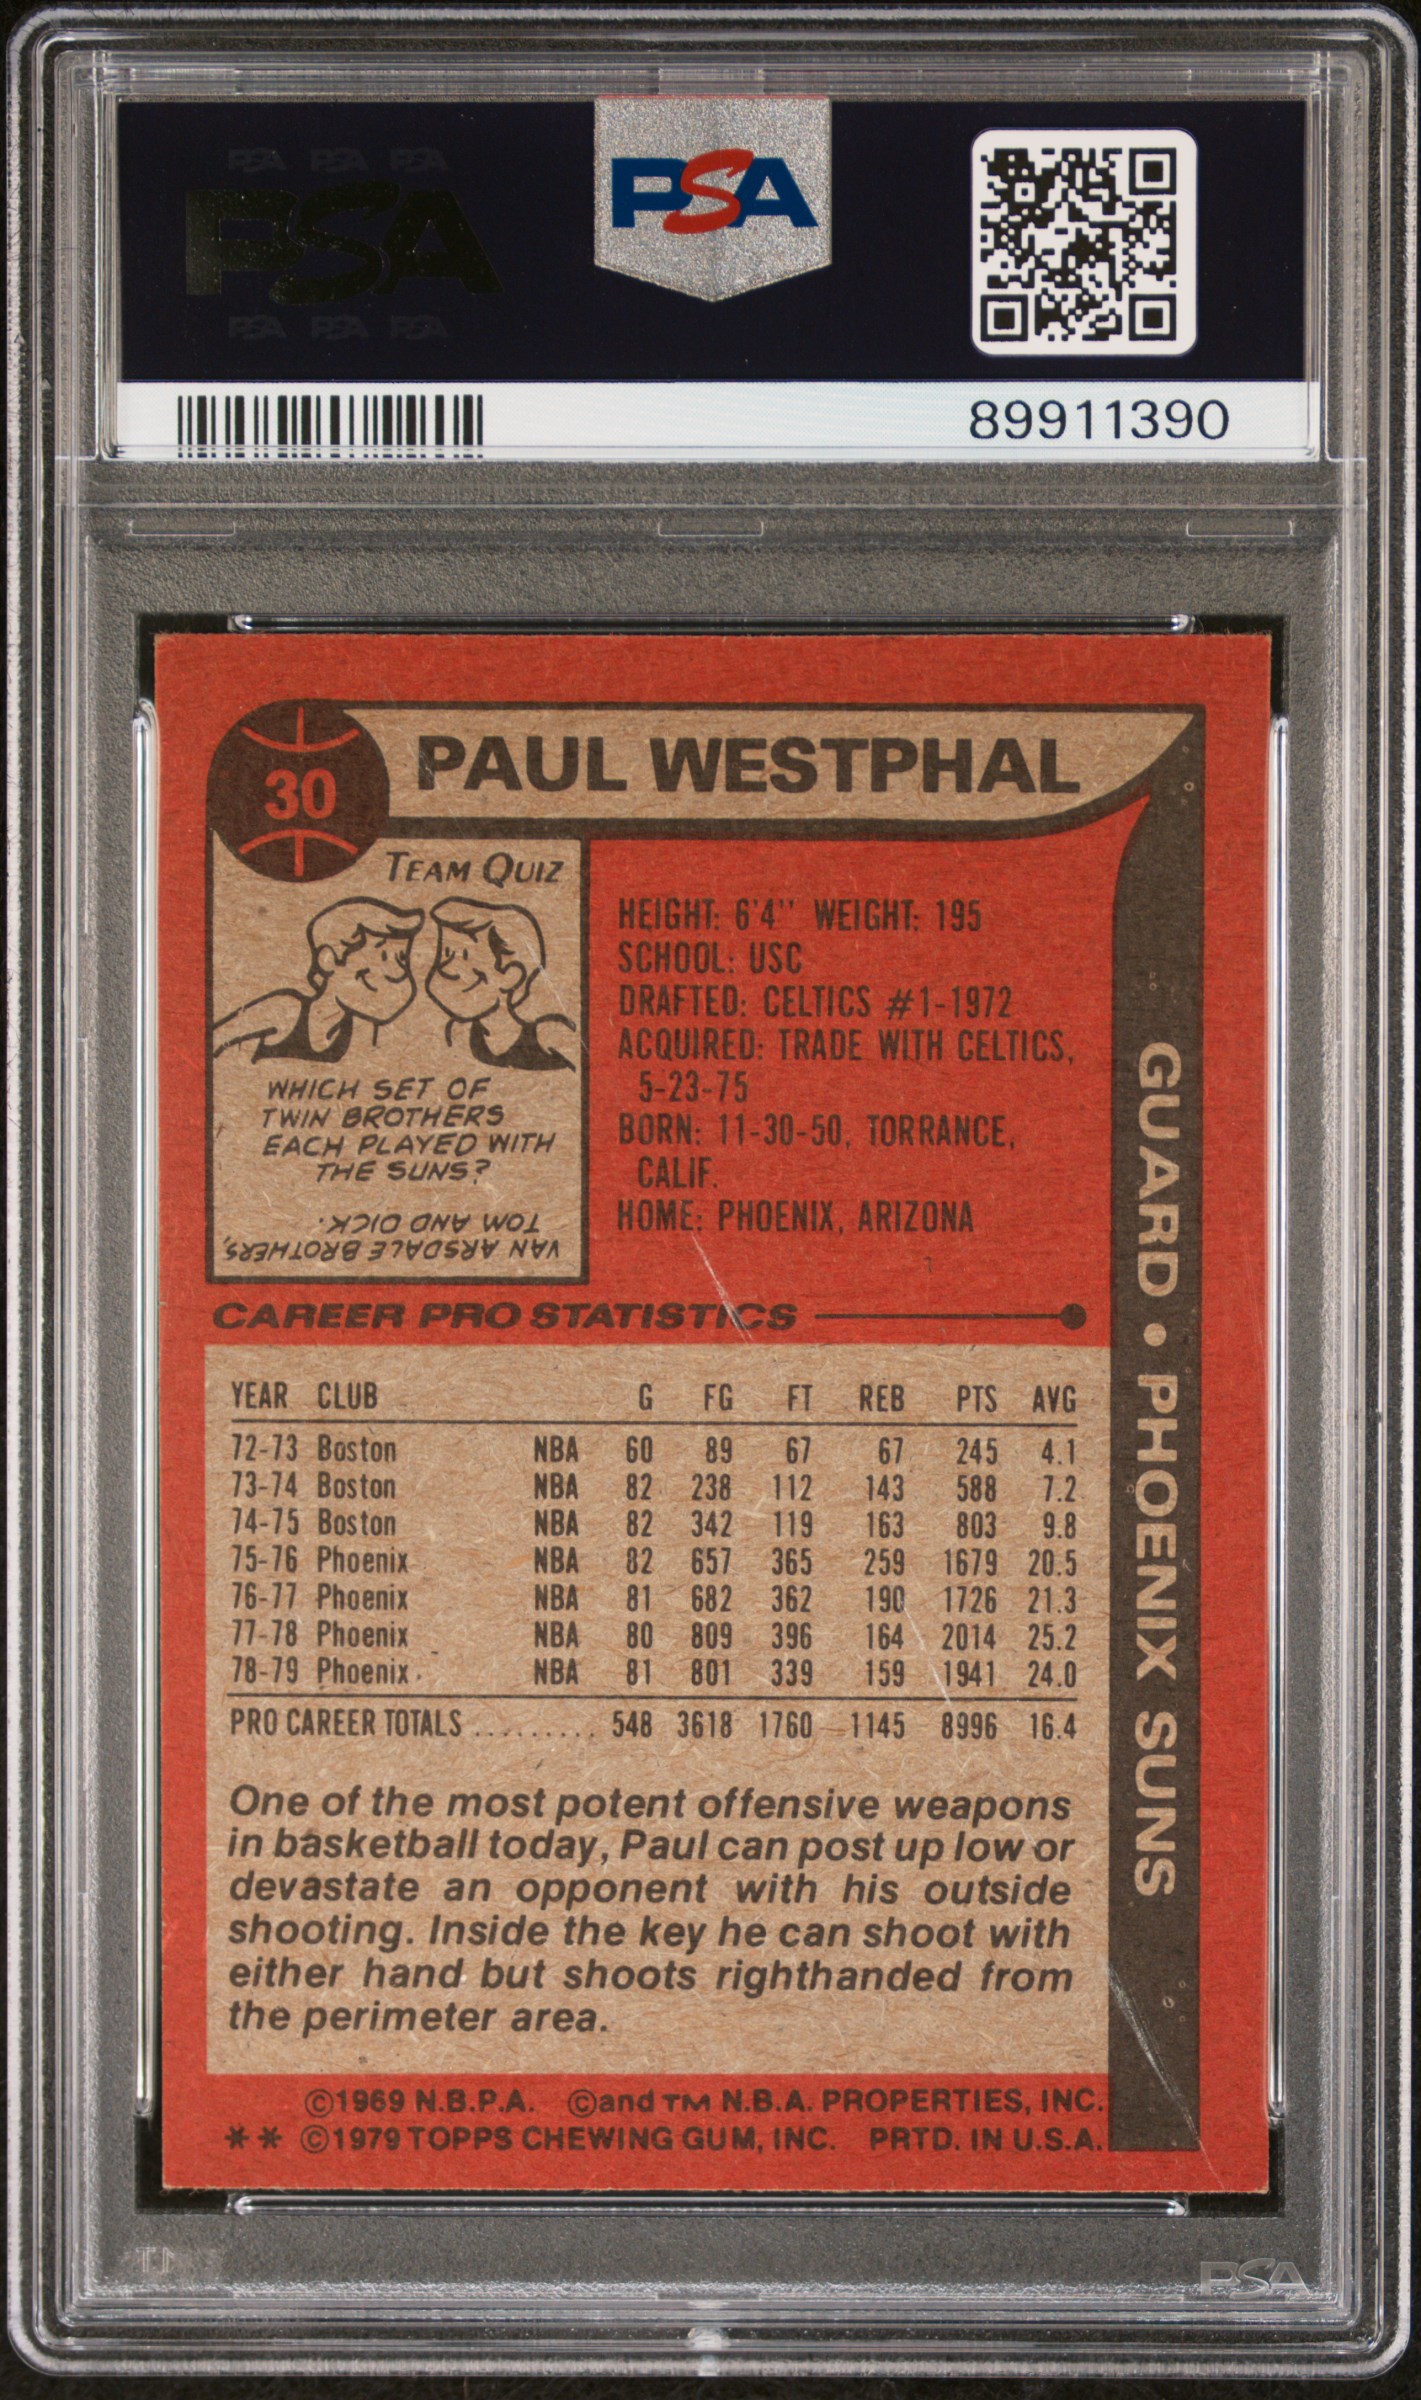 PSA PSA PSA
PSA
PSA PSA PSA
PSA
89911390
30
PAUL WESTPHAL
TEAM QUIZ
WHICH SET OF
TWIN BROTHERS
EACH PLAYED WITH
THE SUNS?
VAN ARSDALE BROTHERS,
TOM AND DICK.
HEIGHT: 6'4" WEIGHT: 195
SCHOOL: USC
DRAFTED: CELTICS #1-1972
ACQUIRED: TRADE WITH CELTICS,
5-23-75
BORN: 11-30-50, TORRANCE,
CALIF.
HOME: PHOENIX, ARIZONA
GUARD • PHOENIX SUNS
CAREER PRO STATISTICS
YEAR CLUB G FG FT REB PTS AVG
72-73 Boston NBA 60 89 67 67 245 4.1
73-74 Boston NBA 82 238 112 143 588 7.2
74-75 Boston NBA 82 342 119 163 803 9.8
75-76 Phoenix NBA 82 657 365 259 1679 20.5
76-77 Phoenix NBA 81 682 362 190 1726 21.3
77-78 Phoenix NBA 80 809 396 164 2014 25.2
78-79 Phoenix NBA 81 801 339 159 1941 24.0
PRO CAREER TOTALS ......... 548 3618 1760 1145 8996 16.4
One of the most potent offensive weapons
in basketball today, Paul can post up low or
devastate an opponent with his outside
shooting. Inside the key he can shoot with
either hand but shoots righthanded from
the perimeter area.
©1969 N.B.P.A. ©and TM N.B.A. PROPERTIES, INC.
** ©1979 TOPPS CHEWING GUM, INC. PRTD. IN U.S.A.
PSA